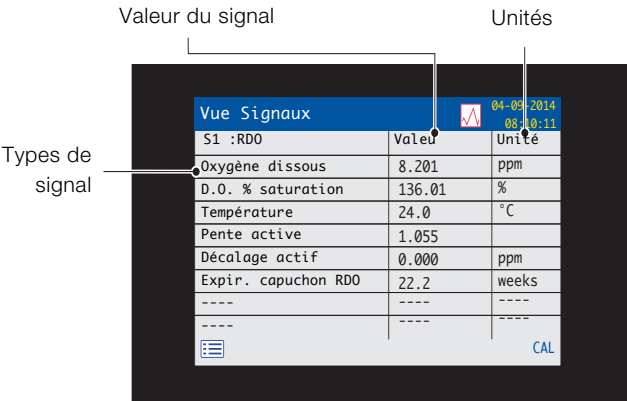 Valeur du signal
Unités
Types de
signal
Vue Signaux
04-09-2014
08:10:11
S1 :RDO Valeu Unité
Oxygène dissous 8.201 ppm
D.O. % saturation 136.01 %
Température 24.0 °C
Pente active 1.055
Décalage actif 0.000 ppm
Expir. capuchon RDO 22.2 weeks
---- ---- ----
---- ---- ----
CAL